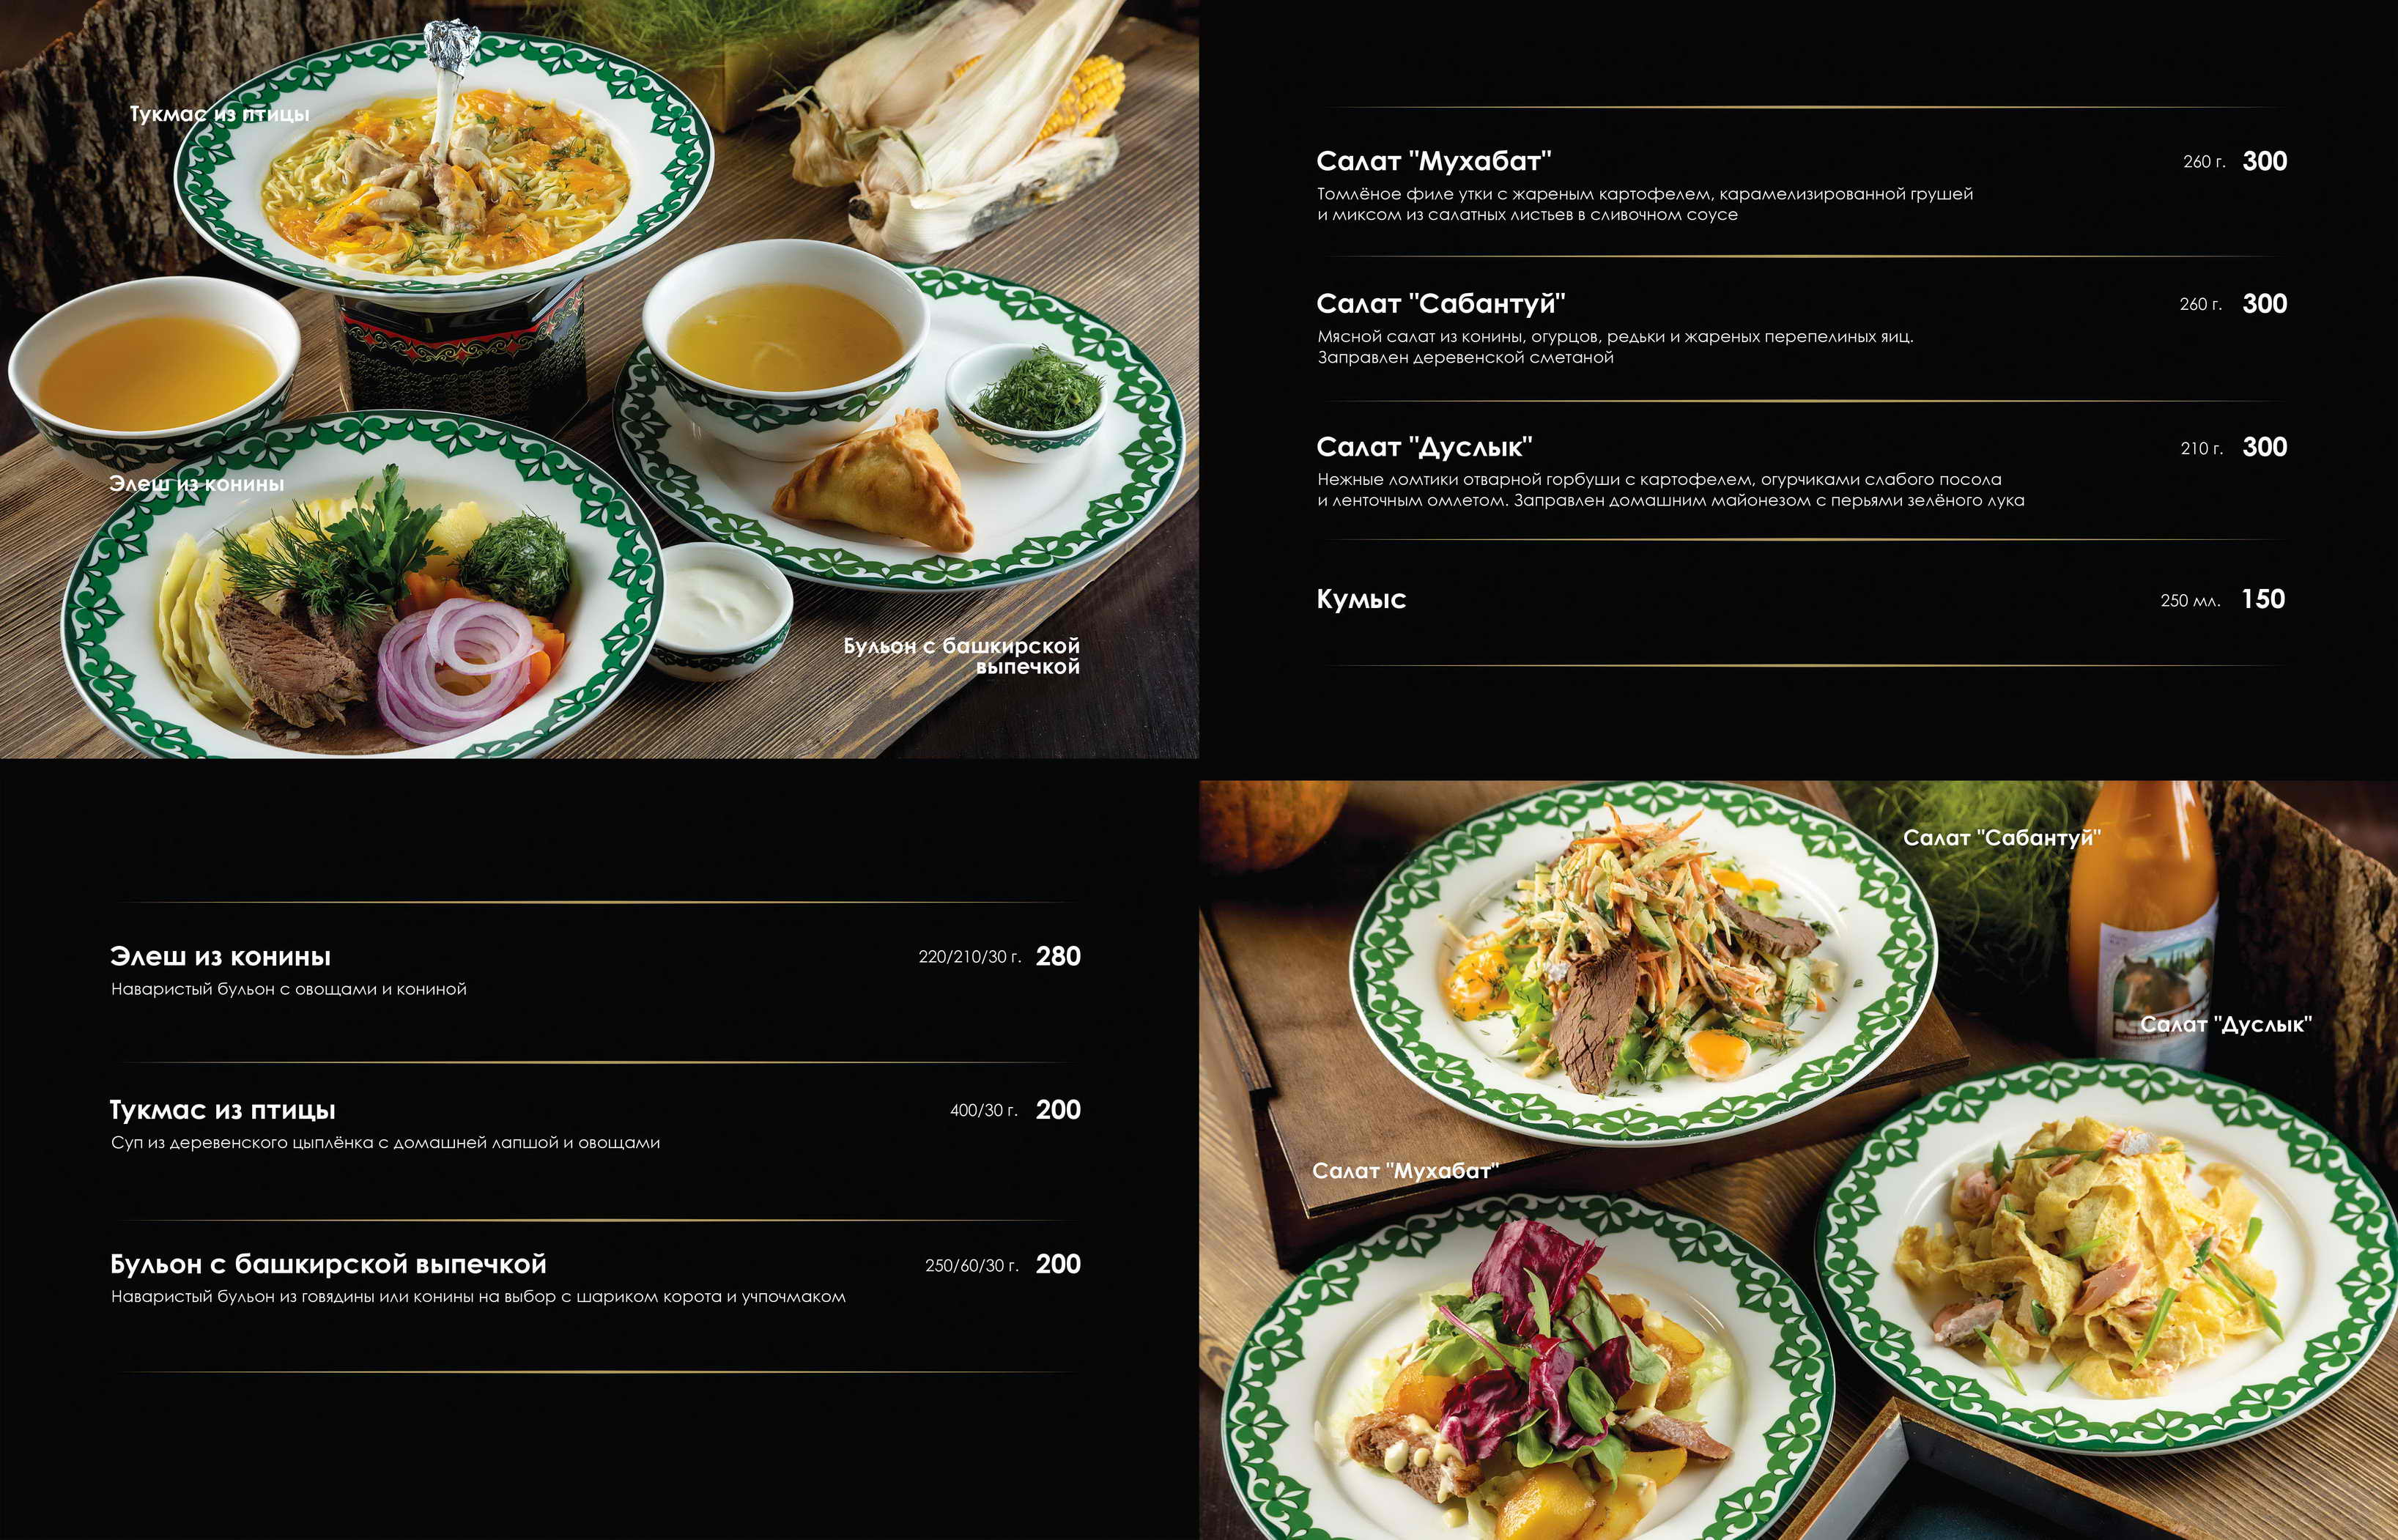 Тукмас из птицы
Элеш из конины
Бульон с башкирской
выпечкой
Салат "Мухабат"
260 г. 300
Томлёное филе утки с жареным картофелем, карамелизированной грушей
и миксом из салатных листьев в сливочном соусе
Салат "Сабантуй"
260 г. 300
Мясной салат из конины, огурцов, редьки и жареных перепелиных яиц.
Заправлен деревенской сметаной
Салат "Дуслык"
210 г. 300
Нежные ломтики отварной горбуши с картофелем, огурчиками слабого посола
и ленточным омлетом. Заправлен домашним майонезом с перьями зелёного лука
Кумыс
250 мл. 150
Элеш из конины
220/210/30 г. 280
Наваристый бульон с овощами и кониной
Тукмас из птицы
400/30 г. 200
Суп из деревенского цыплёнка с домашней лапшой и овощами
Бульон с башкирской выпечкой
250/60/30 г. 200
Наваристый бульон из говядины или конины на выбор с шариком корота и учпочмаком
Салат "Сабантуй"
Салат "Дуслык"
Салат "Мухабат"